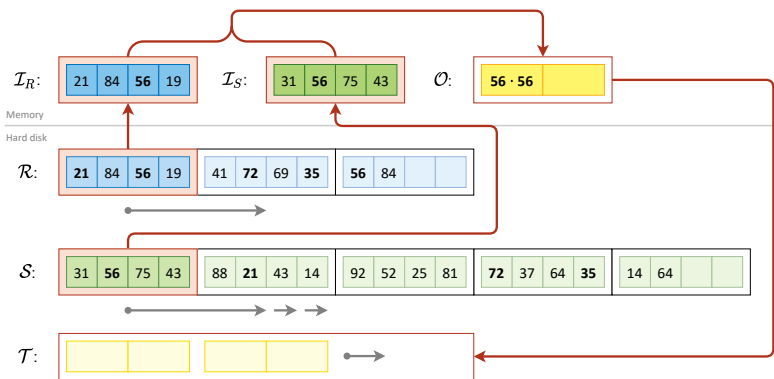 ℐ_R: 21 84 56 19 ℐ_S: 31 56 75 43 𝒪: 56 · 56
Memory
Hard disk
ℛ: 21 84 56 19 41 72 69 35 56 84
𝒮: 31 56 75 43 88 21 43 14 92 52 25 81 72 37 64 35 14 64
𝒯: